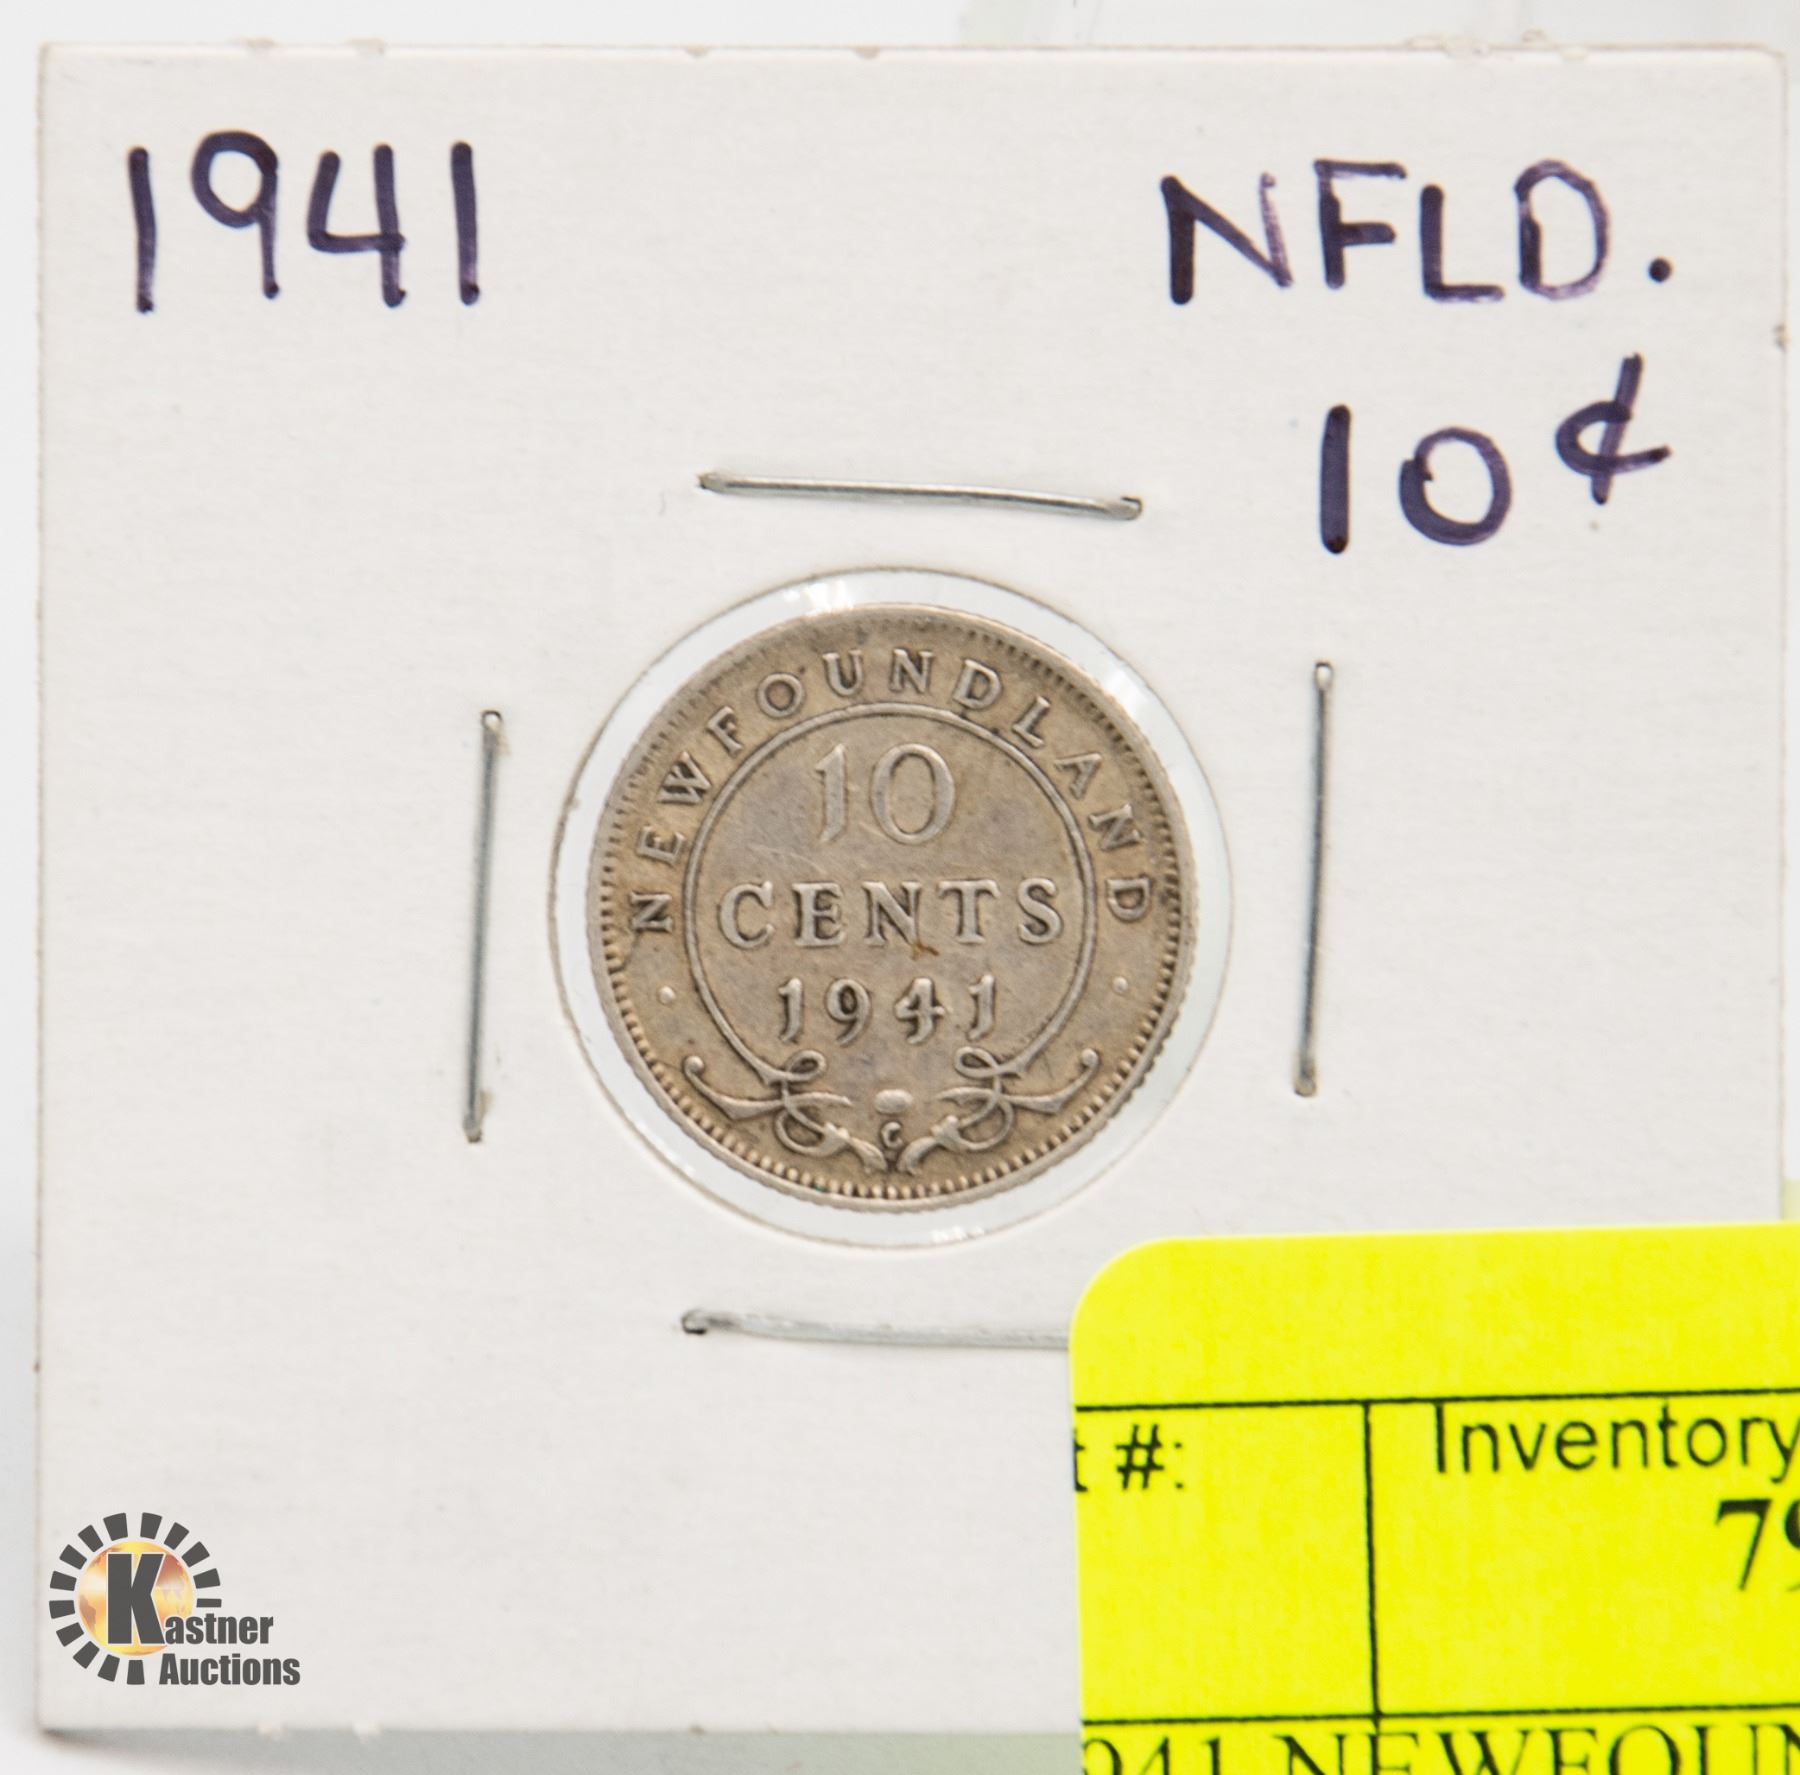 1941
NFLD.
10¢
NEWFOUNDLAND
10
CENTS
1941
C
#:
Inventory
Kastner
Auctions